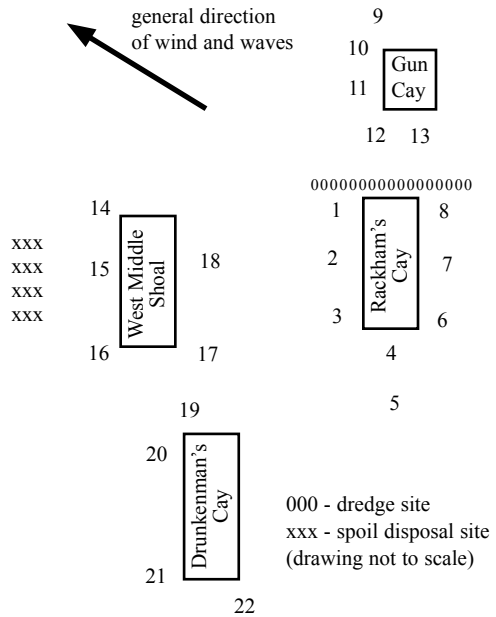 general direction
of wind and waves
9
10
Gun
Cay
11
12
13
00000000000000000
1
8
2
Rackham's
Cay
7
3
6
4
5
14
xxx
xxx
xxx
xxx
15
West Middle
Shoal
18
16
17
19
20
Drunkenman's
Cay
21
22
000 - dredge site
xxx - spoil disposal site
(drawing not to scale)